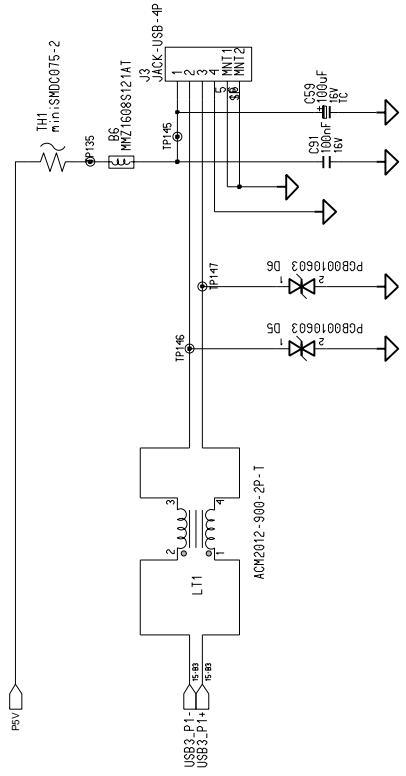 J3
JACK-USB-4P
1
2
3
4
5 MNT1
MNT2
TH1
miniSMDC075-2
P135
B6
MMZ1608S121AT
TP145
C59
100uF
16V
TC
C91
100nF
16V
TP147
PGB0010603 D6
1
2
TP146
PGB0010603 D5
1
2
3
4
2
1
LT1
ACM2012-900-2P-T
P5V
USB3_P1-
USB3_P1+
15-B3
15-B3